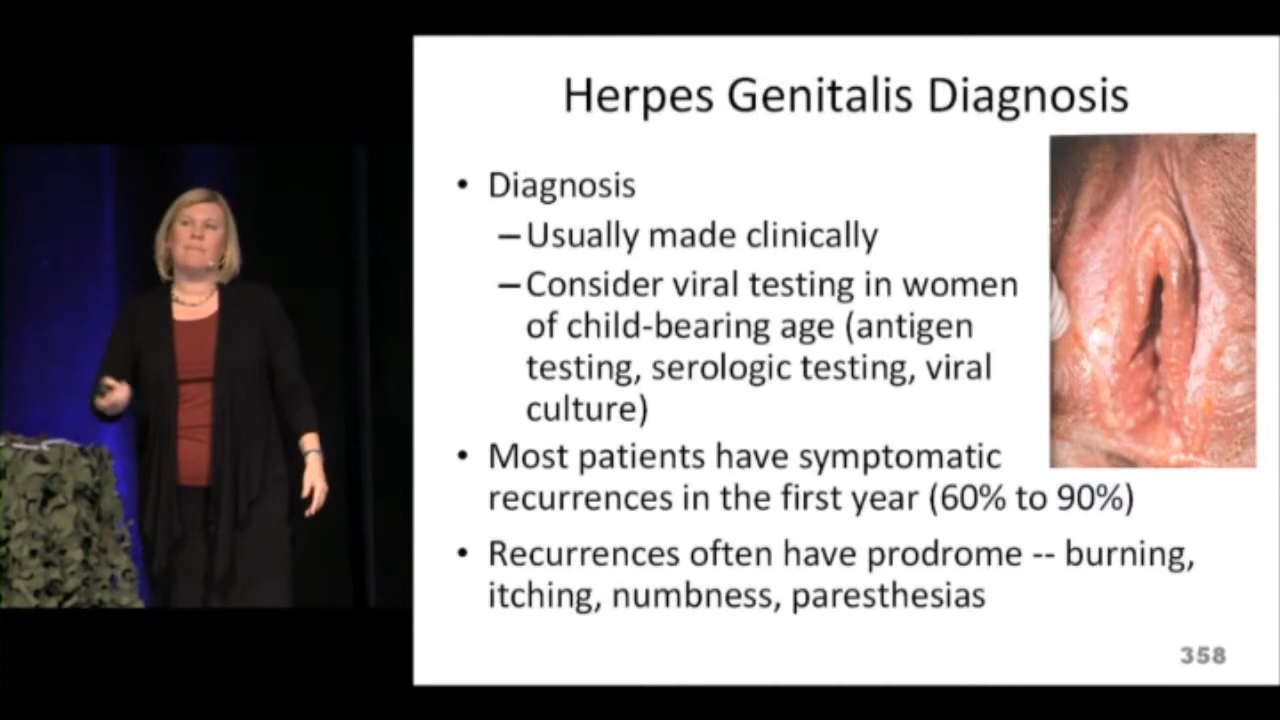 Herpes Genitalis Diagnosis
• Diagnosis
– Usually made clinically
– Consider viral testing in women
of child-bearing age (antigen
testing, serologic testing, viral
culture)
• Most patients have symptomatic
recurrences in the first year (60% to 90%)
• Recurrences often have prodrome -- burning,
itching, numbness, paresthesias
358